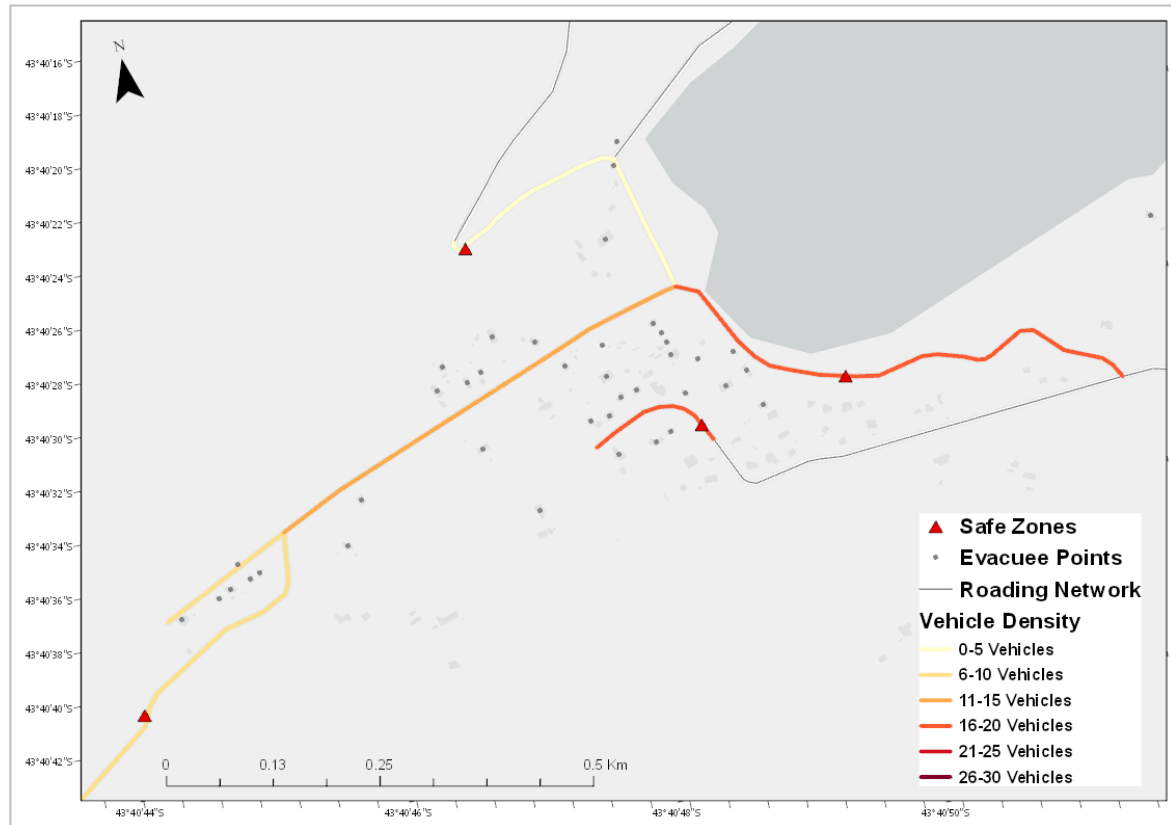 N
43°40'16"S
43°40'18"S
43°40'20"S
43°40'22"S
43°40'24"S
43°40'26"S
43°40'28"S
43°40'30"S
43°40'32"S
43°40'34"S
43°40'36"S
43°40'38"S
43°40'40"S
43°40'42"S
Safe Zones
Evacuee Points
Roading Network
Vehicle Density
0-5 Vehicles
6-10 Vehicles
11-15 Vehicles
16-20 Vehicles
21-25 Vehicles
26-30 Vehicles
0 0.13 0.25 0.5 Km
43°40'44"S 43°40'46"S 43°40'48"S 43°40'50"S